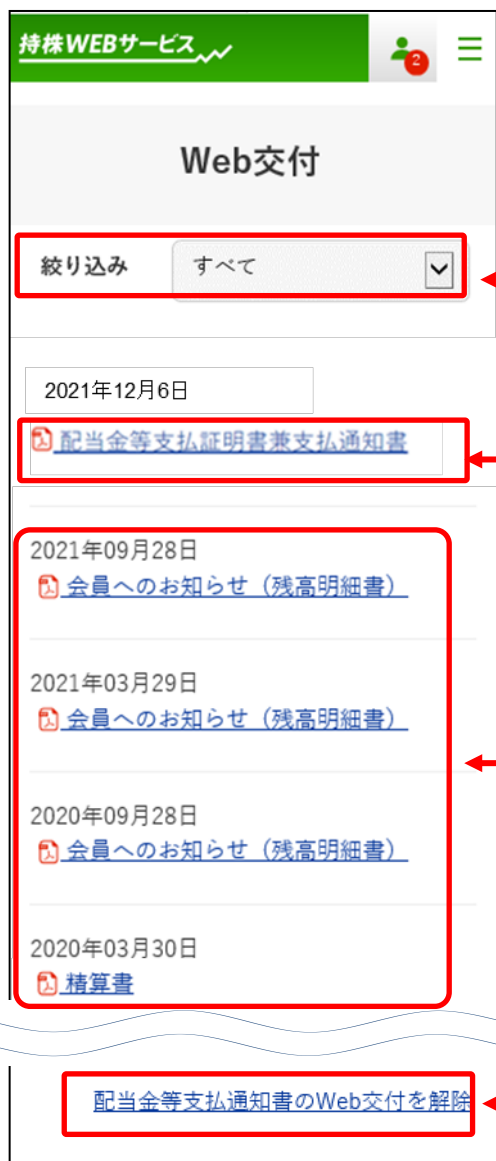 持株WEBサービス
2
Web交付
絞り込み すべて
2021年12月6日
配当金等支払証明書兼支払通知書
2021年09月28日
会員へのお知らせ（残高明細書）
2021年03月29日
会員へのお知らせ（残高明細書）
2020年09月28日
会員へのお知らせ（残高明細書）
2020年03月30日
精算書
配当金等支払通知書のWeb交付を解除